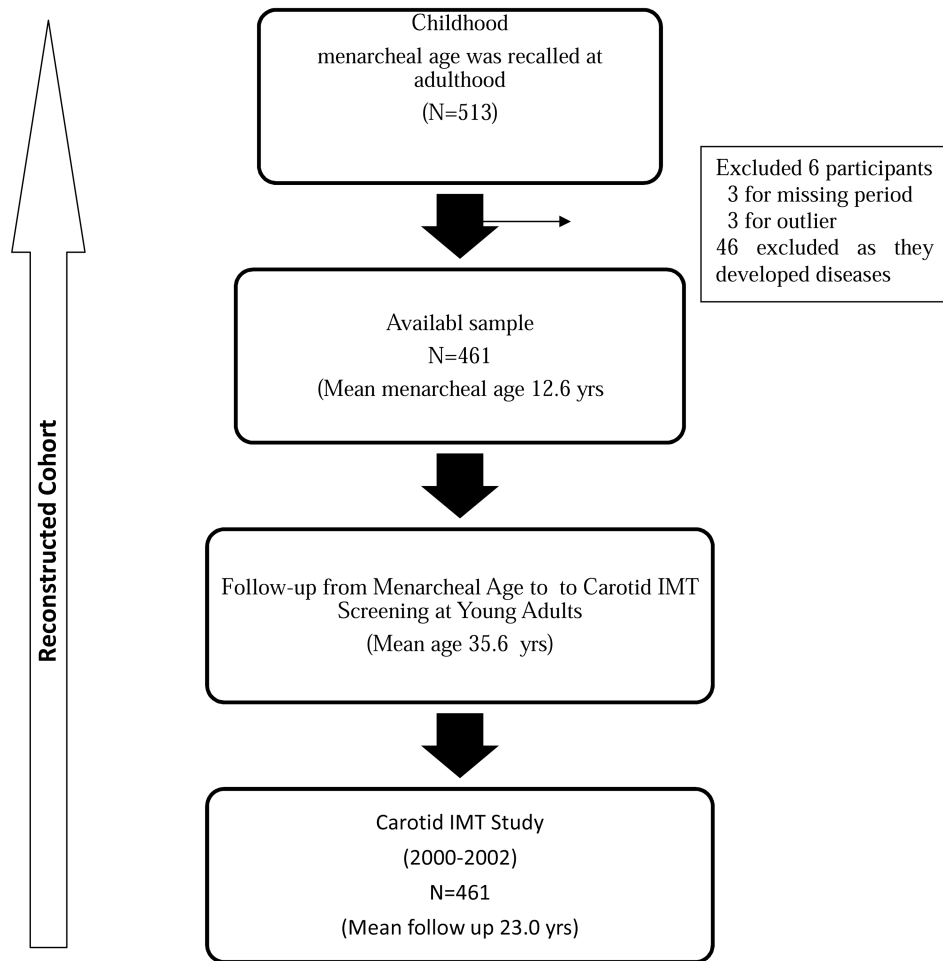 Childhood
menarcheal age was recalled at
adulthood
(N=513)
Excluded 6 participants
3 for missing period
3 for outlier
46 excluded as they
developed diseases
Availabl sample
N=461
(Mean menarcheal age 12.6 yrs
Reconstructed Cohort
Follow-up from Menarcheal Age to to Carotid IMT
Screening at Young Adults
(Mean age 35.6 yrs)
Carotid IMT Study
(2000-2002)
N=461
(Mean follow up 23.0 yrs)